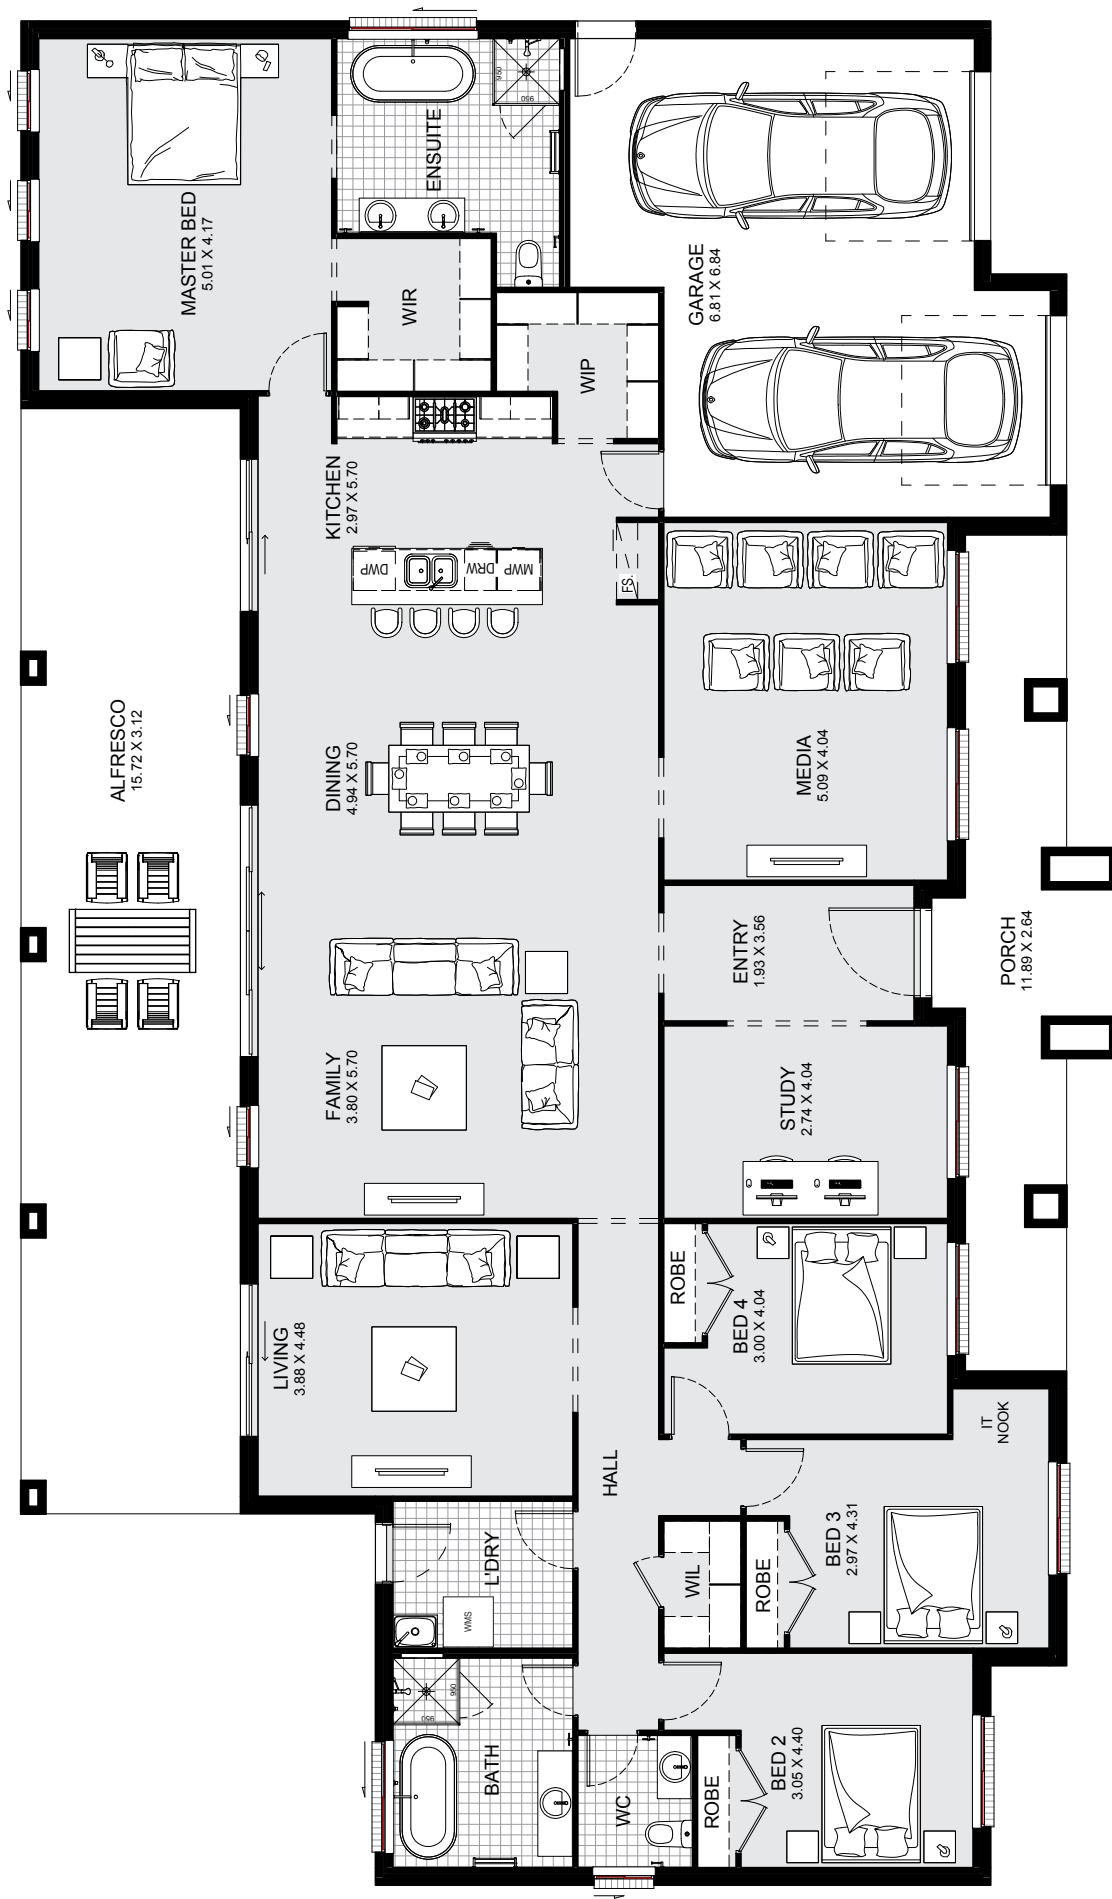 MASTER BED
5.01 X 4.17
ENSUITE
950
950
WIR
WIP
GARAGE
6.81 X 6.84
KITCHEN
2.97 X 5.70
DWP
DRW
MWP
FS.
ALFRESCO
15.72 X 3.12
DINING
4.94 X 5.70
MEDIA
5.09 X 4.04
ENTRY
1.93 X 3.56
PORCH
11.89 X 2.64
FAMILY
3.80 X 5.70
STUDY
2.74 X 4.04
LIVING
3.88 X 4.48
ROBE
BED 4
3.00 X 4.04
HALL
IT
NOOK
L'DRY
WMS
WIL
ROBE
BED 3
2.97 X 4.31
950
950
BATH
WC
ROBE
BED 2
3.05 X 4.40